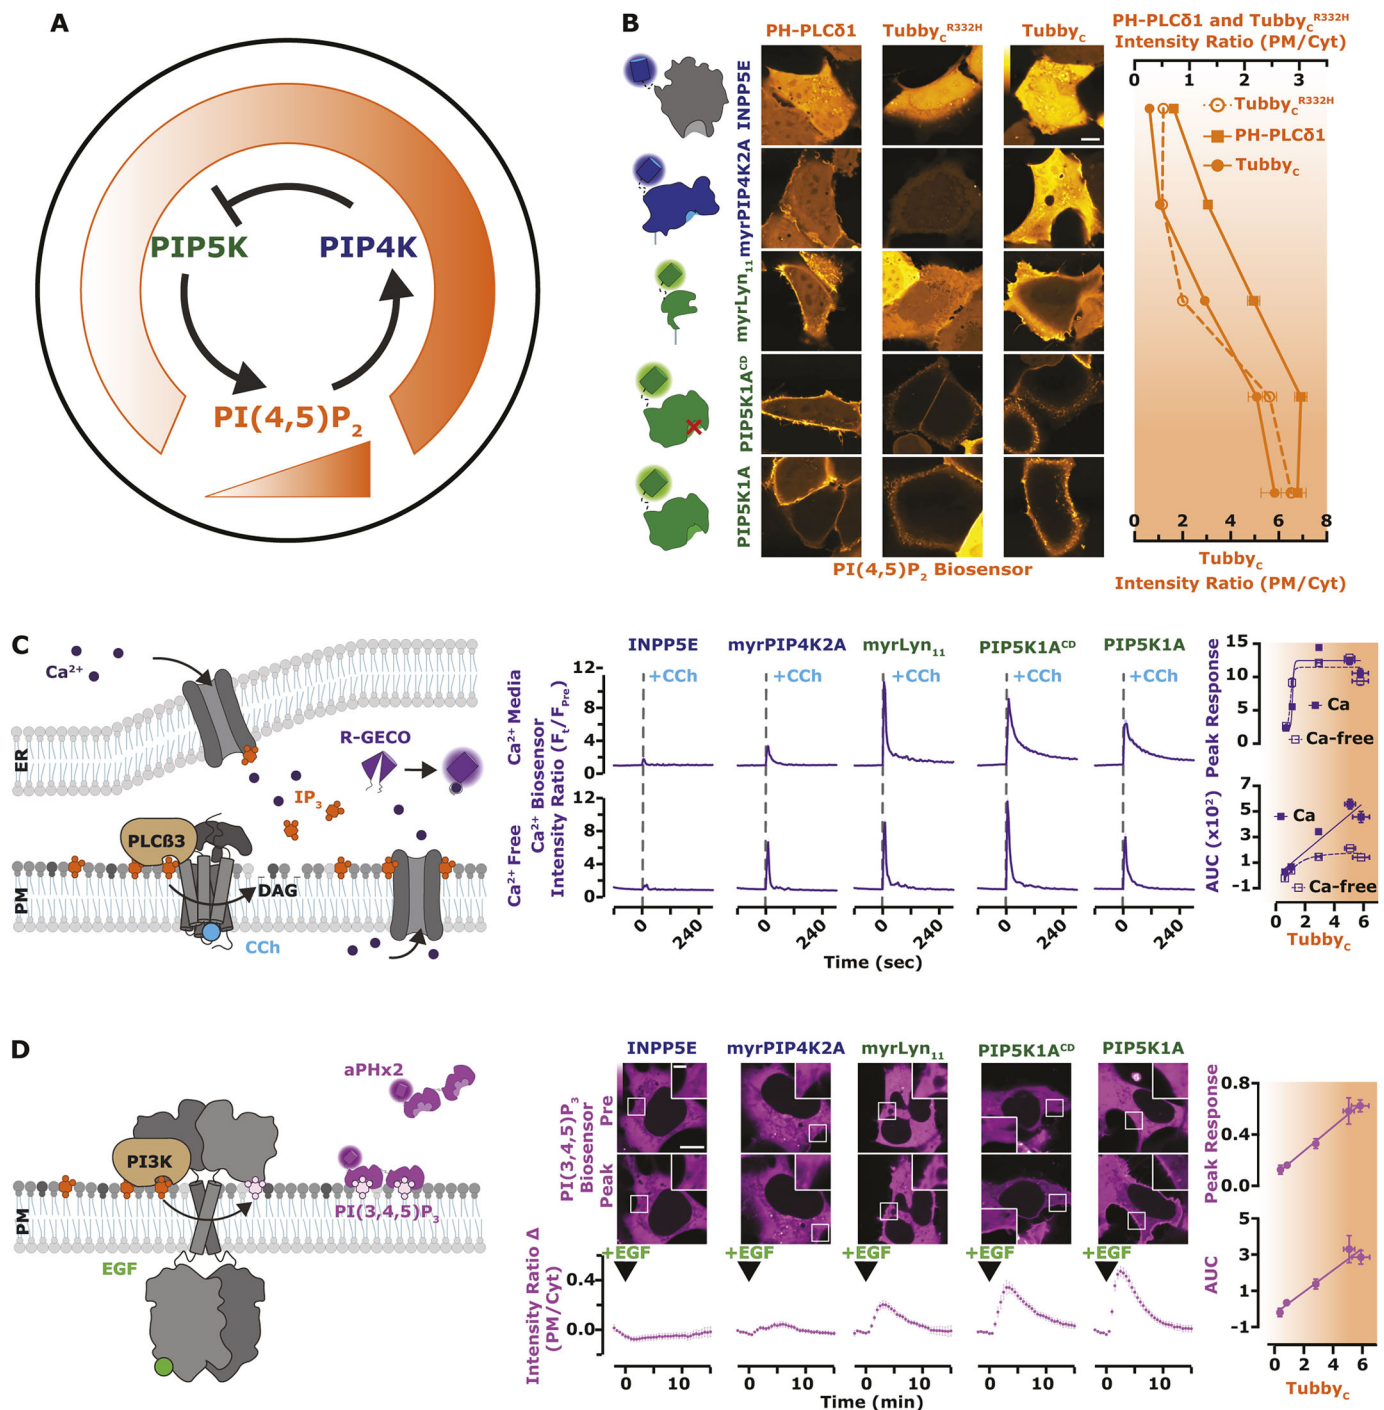 A
PIP5K
PIP4K
PI(4,5)P2
B
PH-PLCδ1
TubbycR332H
Tubbyc
INPP5E
myrPIP4K2A
myrLyn11
PIP5K1ACD
PIP5K1A
PI(4,5)P2 Biosensor
PH-PLCδ1 and TubbycR332H
Intensity Ratio (PM/Cyt)
0 1 2 3
TubbycR332H
PH-PLCδ1
Tubbyc
0 2 4 6 8
Tubbyc
Intensity Ratio (PM/Cyt)
C
Ca2+
ER
R-GECO
IP3
PLCß3
DAG
PM
CCh
INPP5E
myrPIP4K2A
myrLyn11
PIP5K1ACD
PIP5K1A
+CCh
+CCh
+CCh
+CCh
+CCh
Ca2+ Free
Ca2+ Media
Ca2+ Biosensor
Intensity Ratio (Ft/FPre)
12
8
4
0
12
8
4
0
0 240
0 240
0 240
0 240
0 240
Time (sec)
Peak Response
15
10
5
0
Ca
Ca-free
AUC (x10²)
7
5
3
1
-1
Ca
Ca-free
0 2 4 6
Tubbyc
D
aPHx2
PI3K
PM
PI(3,4,5)P3
EGF
INPP5E
myrPIP4K2A
myrLyn11
PIP5K1ACD
PIP5K1A
PI(3,4,5)P3
Biosensor
Pre
Peak
+EGF
+EGF
+EGF
+EGF
+EGF
Intensity Ratio Δ
(PM/Cyt)
0.4
0.0
0 10
0 10
0 10
0 10
0 10
Time (min)
Peak Response
0.8
0.4
0.0
AUC
5
3
1
-1
0 2 4 6
Tubbyc